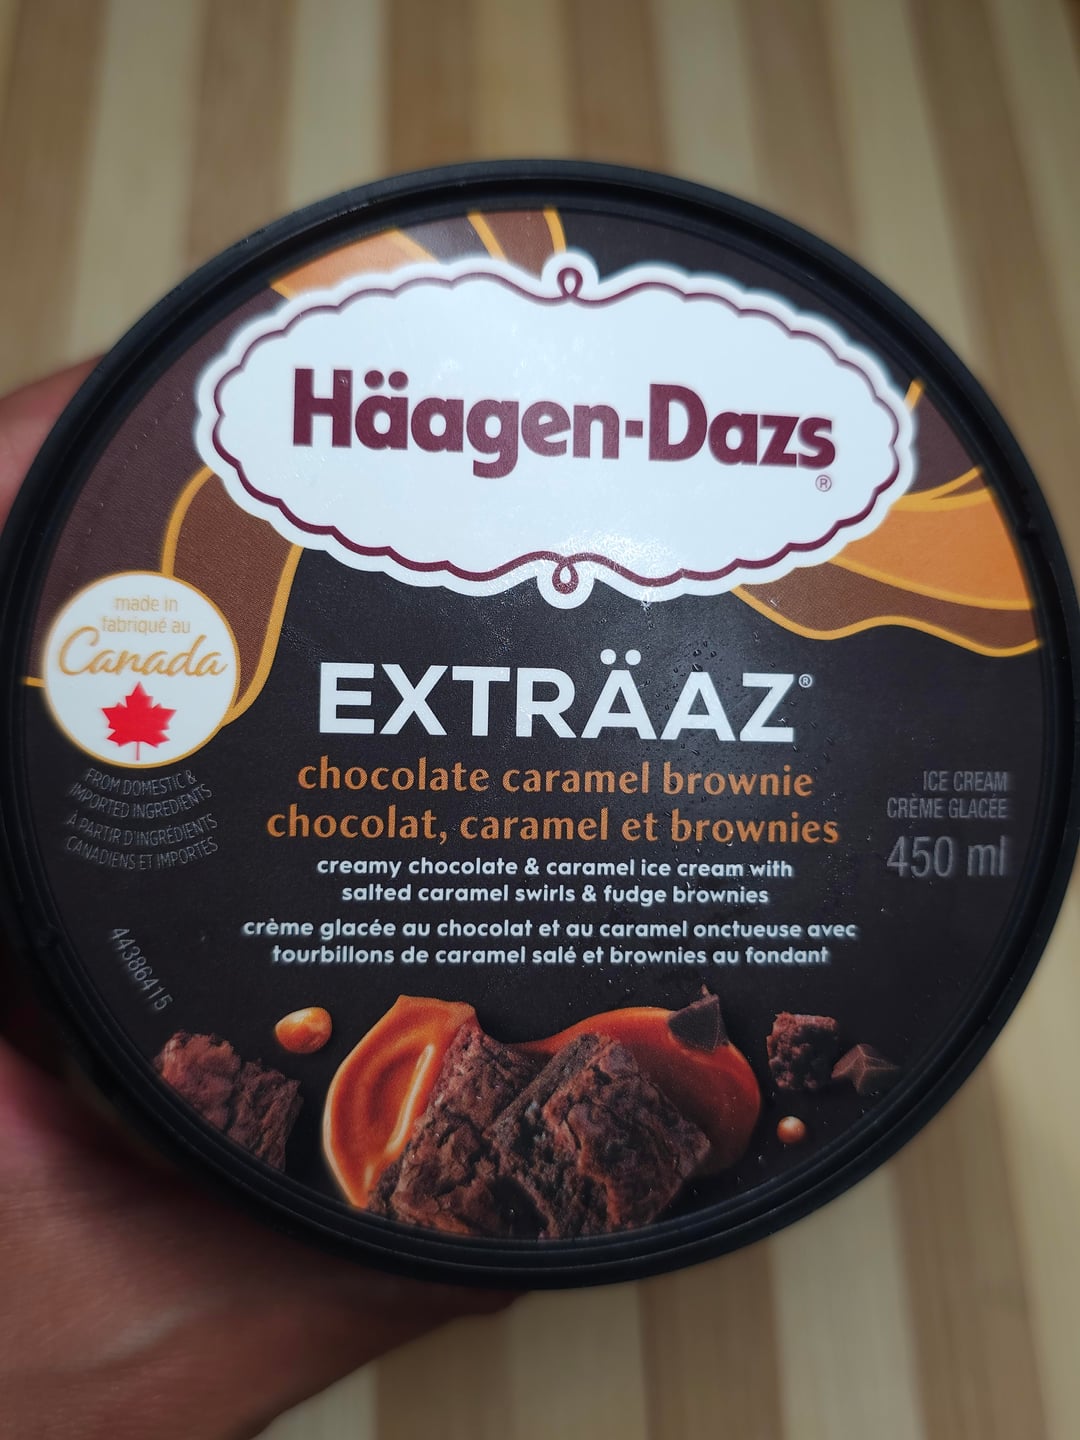 Häagen-Dazs
®
made in
fabriqué au
Canada
FROM DOMESTIC &
IMPORTED INGREDIENTS
À PARTIR D'INGRÉDIENTS
CANADIENS ET IMPORTÉS
EXTRÄAZ®
chocolate caramel brownie
chocolat, caramel et brownies
creamy chocolate & caramel ice cream with
salted caramel swirls & fudge brownies
crème glacée au chocolat et au caramel onctueuse avec
tourbillons de caramel salé et brownies au fondant
ICE CREAM
CRÈME GLACÉE
450 ml
44386415